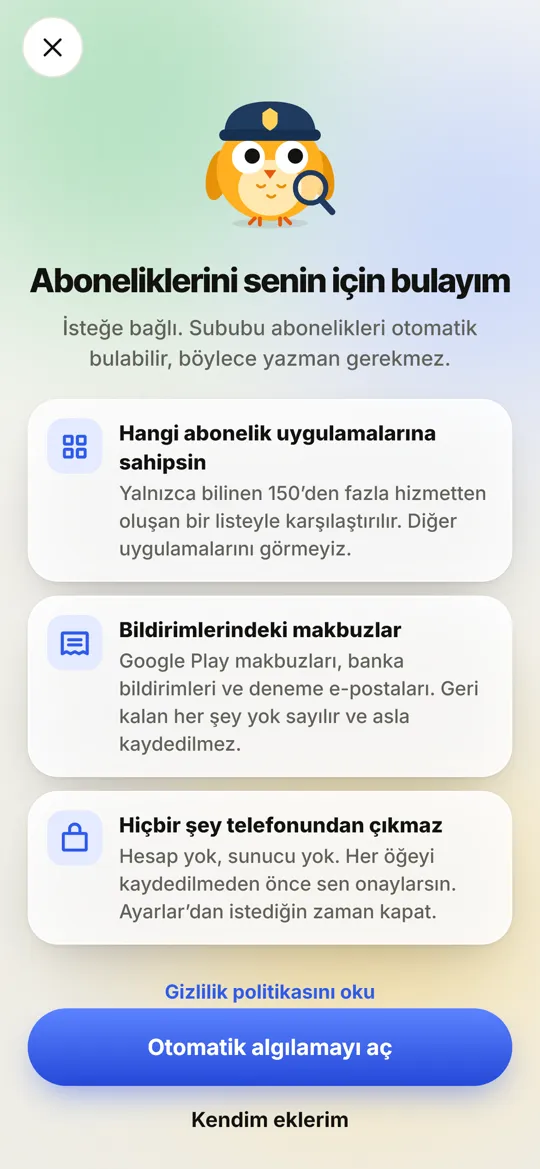 Aboneliklerini senin için bulayım
İsteğe bağlı. Sububu abonelikleri otomatik
bulabilir, böylece yazman gerekmez.
Hangi abonelik uygulamalarına
sahipsin
Yalnızca bilinen 150’den fazla hizmetten
oluşan bir listeyle karşılaştırılır. Diğer
uygulamalarını görmeyiz.
Bildirimlerindeki makbuzlar
Google Play makbuzları, banka
bildirimleri ve deneme e-postaları. Geri
kalan her şey yok sayılır ve asla
kaydedilmez.
Hiçbir şey telefonundan çıkmaz
Hesap yok, sunucu yok. Her öğeyi
kaydedilmeden önce sen onaylarsın.
Ayarlar’dan istediğin zaman kapat.
Gizlilik politikasını oku
Otomatik algılamayı aç
Kendim eklerim